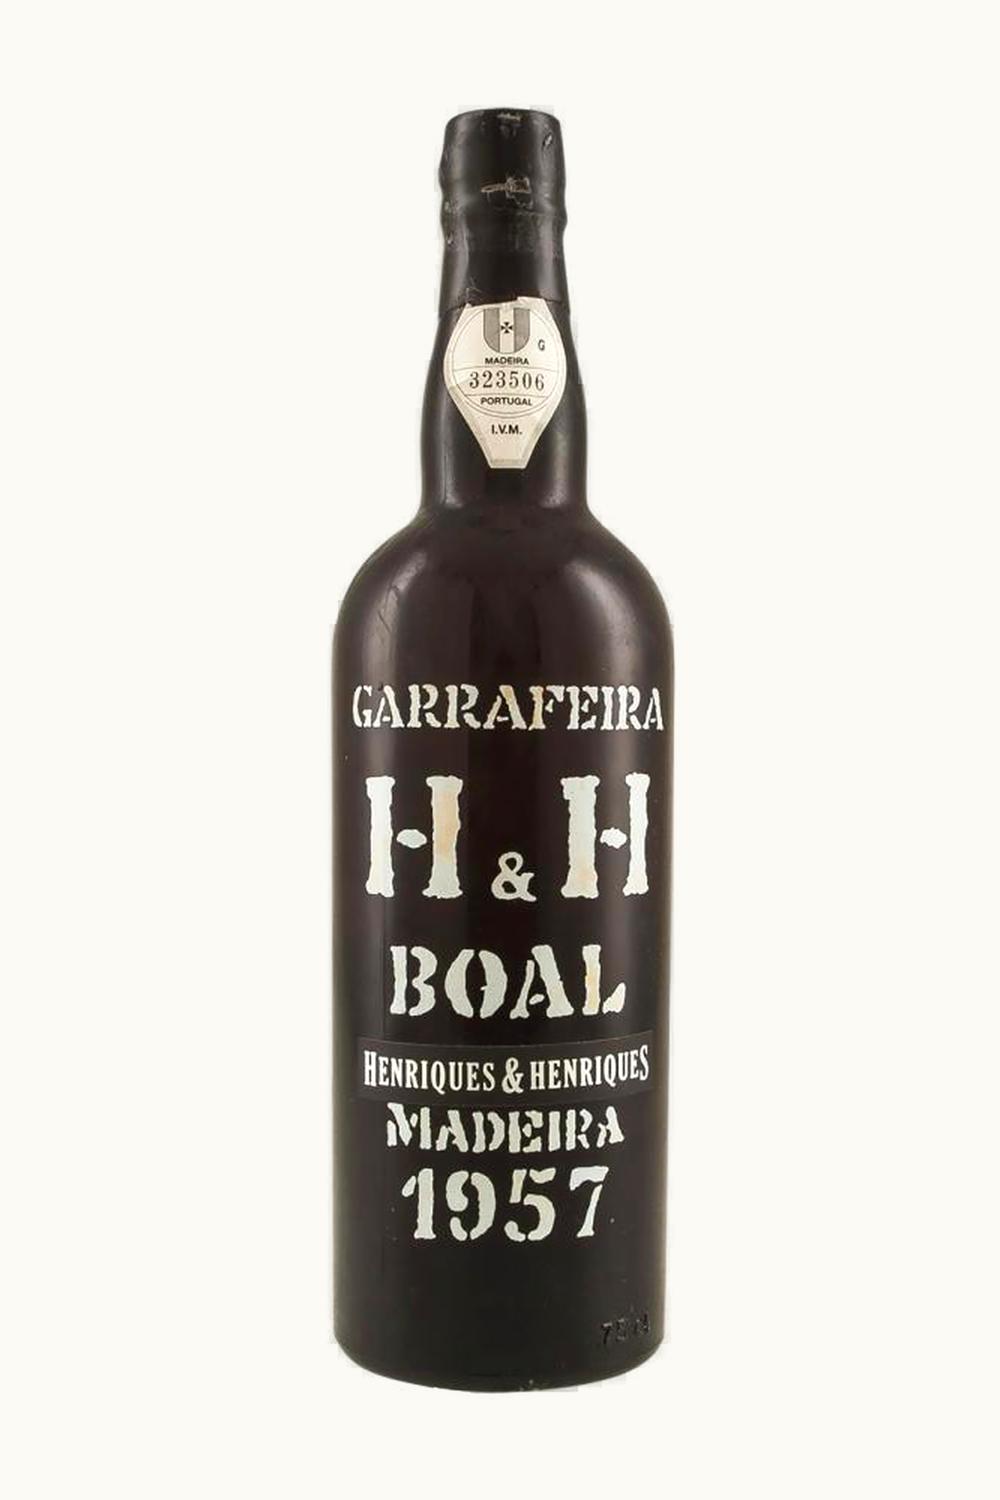 G
MADEIRA
323506
PORTUGAL
I.V.M.
GARRAFEIRA
H & H
BOAL
HENRIQUES & HENRIQUES
MADEIRA
1957